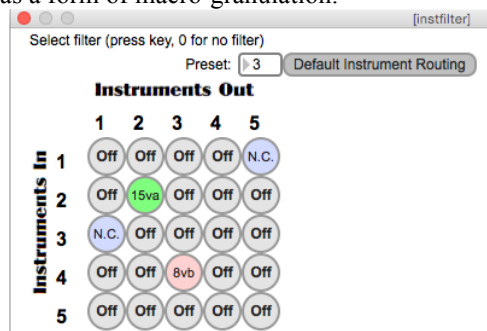 as a form of macro-granulation.
[instfilter]
Select filter (press key, 0 for no filter)
Preset: 3 Default Instrument Routing
Instruments Out
1 2 3 4 5
Instruments In
1 Off Off Off Off N.C.
2 Off 15va Off Off Off
3 N.C. Off Off Off Off
4 Off Off 8vb Off Off
5 Off Off Off Off Off